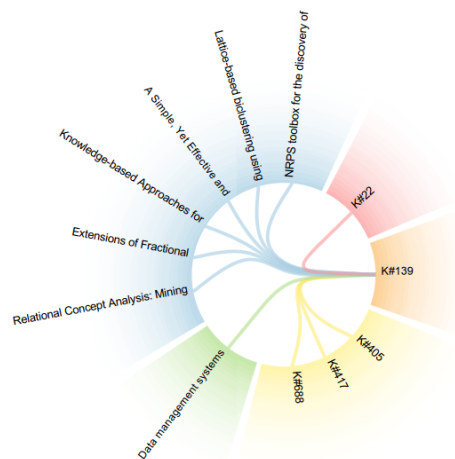 NRPS toolbox for the discovery of
Lattice-based biclustering using
A Simple, Yet Effective and
Knowledge-based Approaches for
Extensions of Fractional
Relational Concept Analysis: Mining
Data management systems
K#688
K#417
K#405
K#139
K#22